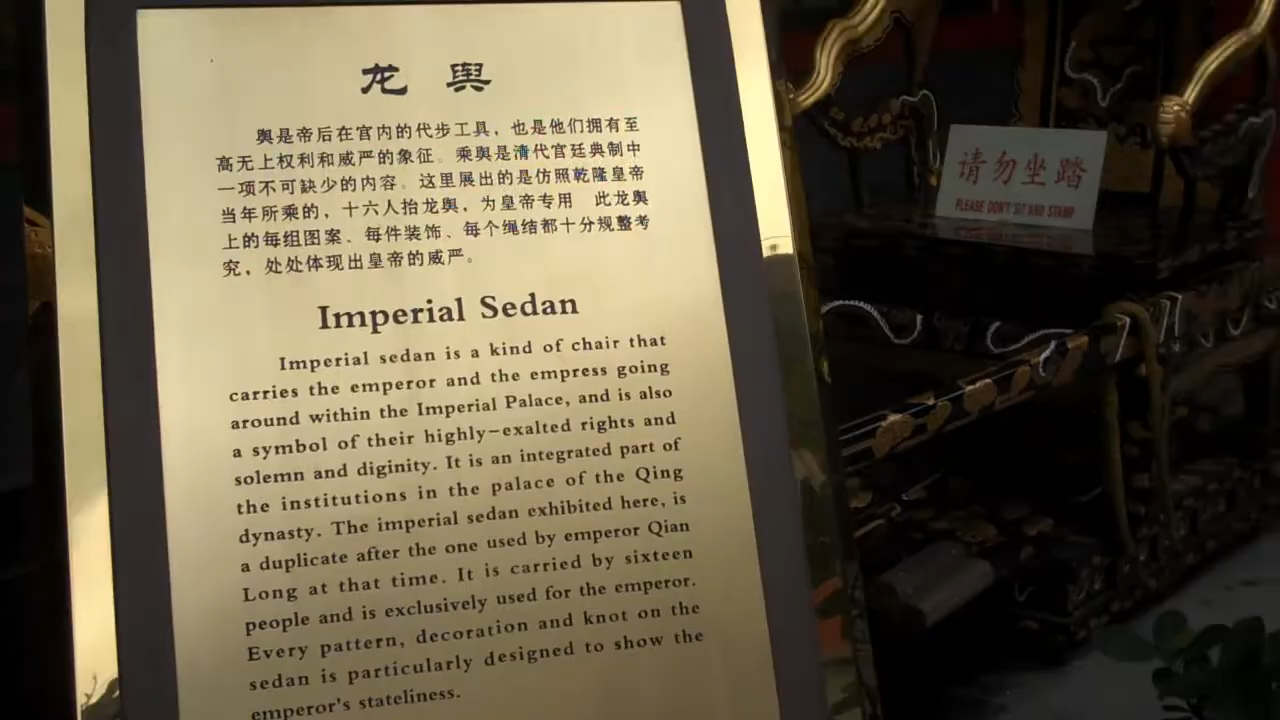 龙 舆
舆是帝后在宫内的代步工具，也是他们拥有至
高无上权利和威严的象征。乘舆是清代宫廷典制中
一项不可缺少的内容。这里展出的是仿照乾隆皇帝
当年所乘的，十六人抬龙舆，为皇帝专用 此龙舆
上的每组图案、每件装饰、每个绳结都十分规整考
究，处处体现出皇帝的威严。
Imperial Sedan
Imperial sedan is a kind of chair that
carries the emperor and the empress going
around within the Imperial Palace, and is also
a symbol of their highly-exalted rights and
solemn and diginity. It is an integrated part of
the institutions in the palace of the Qing
dynasty. The imperial sedan exhibited here, is
a duplicate after the one used by emperor Qian
Long at that time. It is carried by sixteen
people and is exclusively used for the emperor.
Every pattern, decoration and knot on the
sedan is particularly designed to show the
emperor's stateliness.
请勿坐踏
PLEASE DON'T SIT AND STAMP